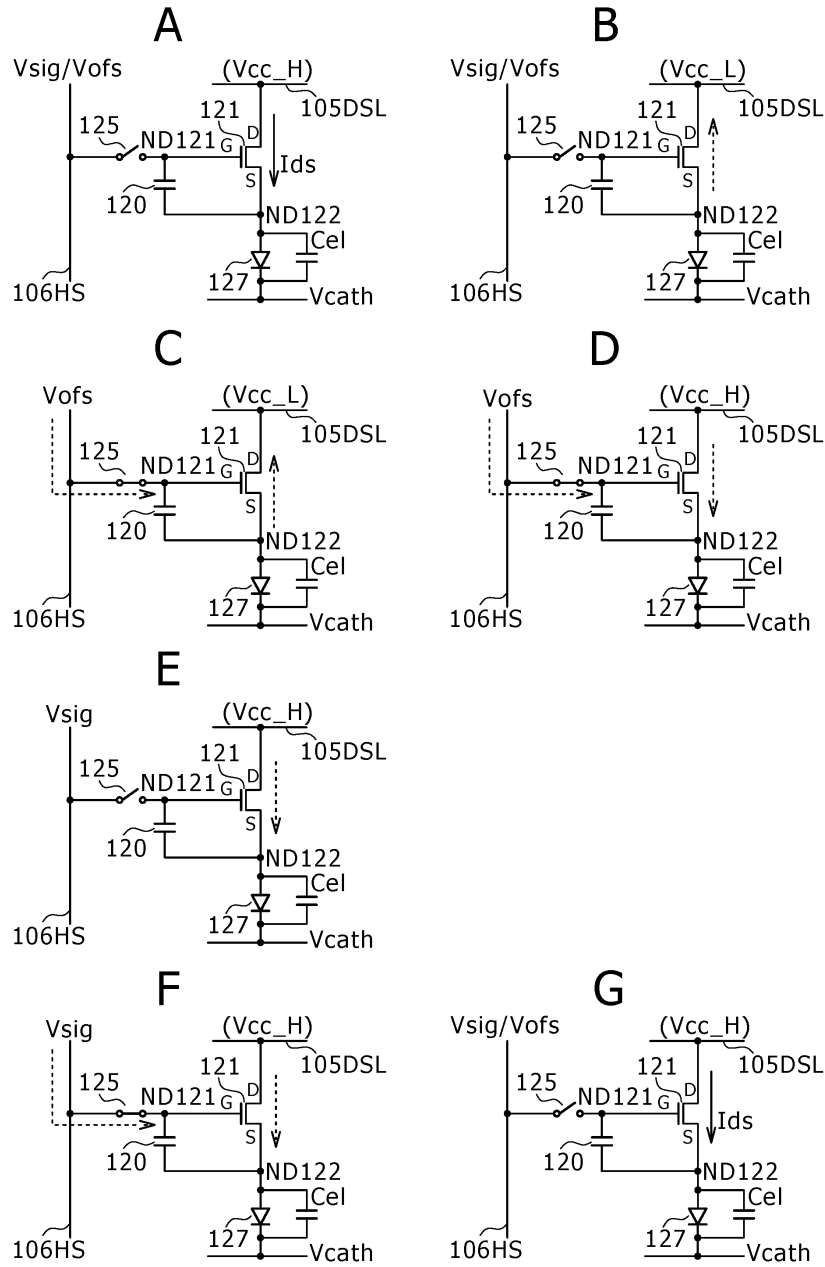 A
Vsig/Vofs
(Vcc_H)
105DSL
121
125
ND121
G
D
S
Ids
120
ND122
Cel
127
106HS
Vcath
B
Vsig/Vofs
(Vcc_L)
105DSL
121
125
ND121
G
D
S
120
ND122
Cel
127
106HS
Vcath
C
Vofs
(Vcc_L)
105DSL
121
125
ND121
G
D
S
120
ND122
Cel
127
106HS
Vcath
D
Vofs
(Vcc_H)
105DSL
121
125
ND121
G
D
S
120
ND122
Cel
127
106HS
Vcath
E
Vsig
(Vcc_H)
105DSL
121
125
ND121
G
D
S
120
ND122
Cel
127
106HS
Vcath
F
Vsig
(Vcc_H)
105DSL
121
125
ND121
G
D
S
120
ND122
Cel
127
106HS
Vcath
G
Vsig/Vofs
(Vcc_H)
105DSL
121
125
ND121
G
D
S
Ids
120
ND122
Cel
127
106HS
Vcath